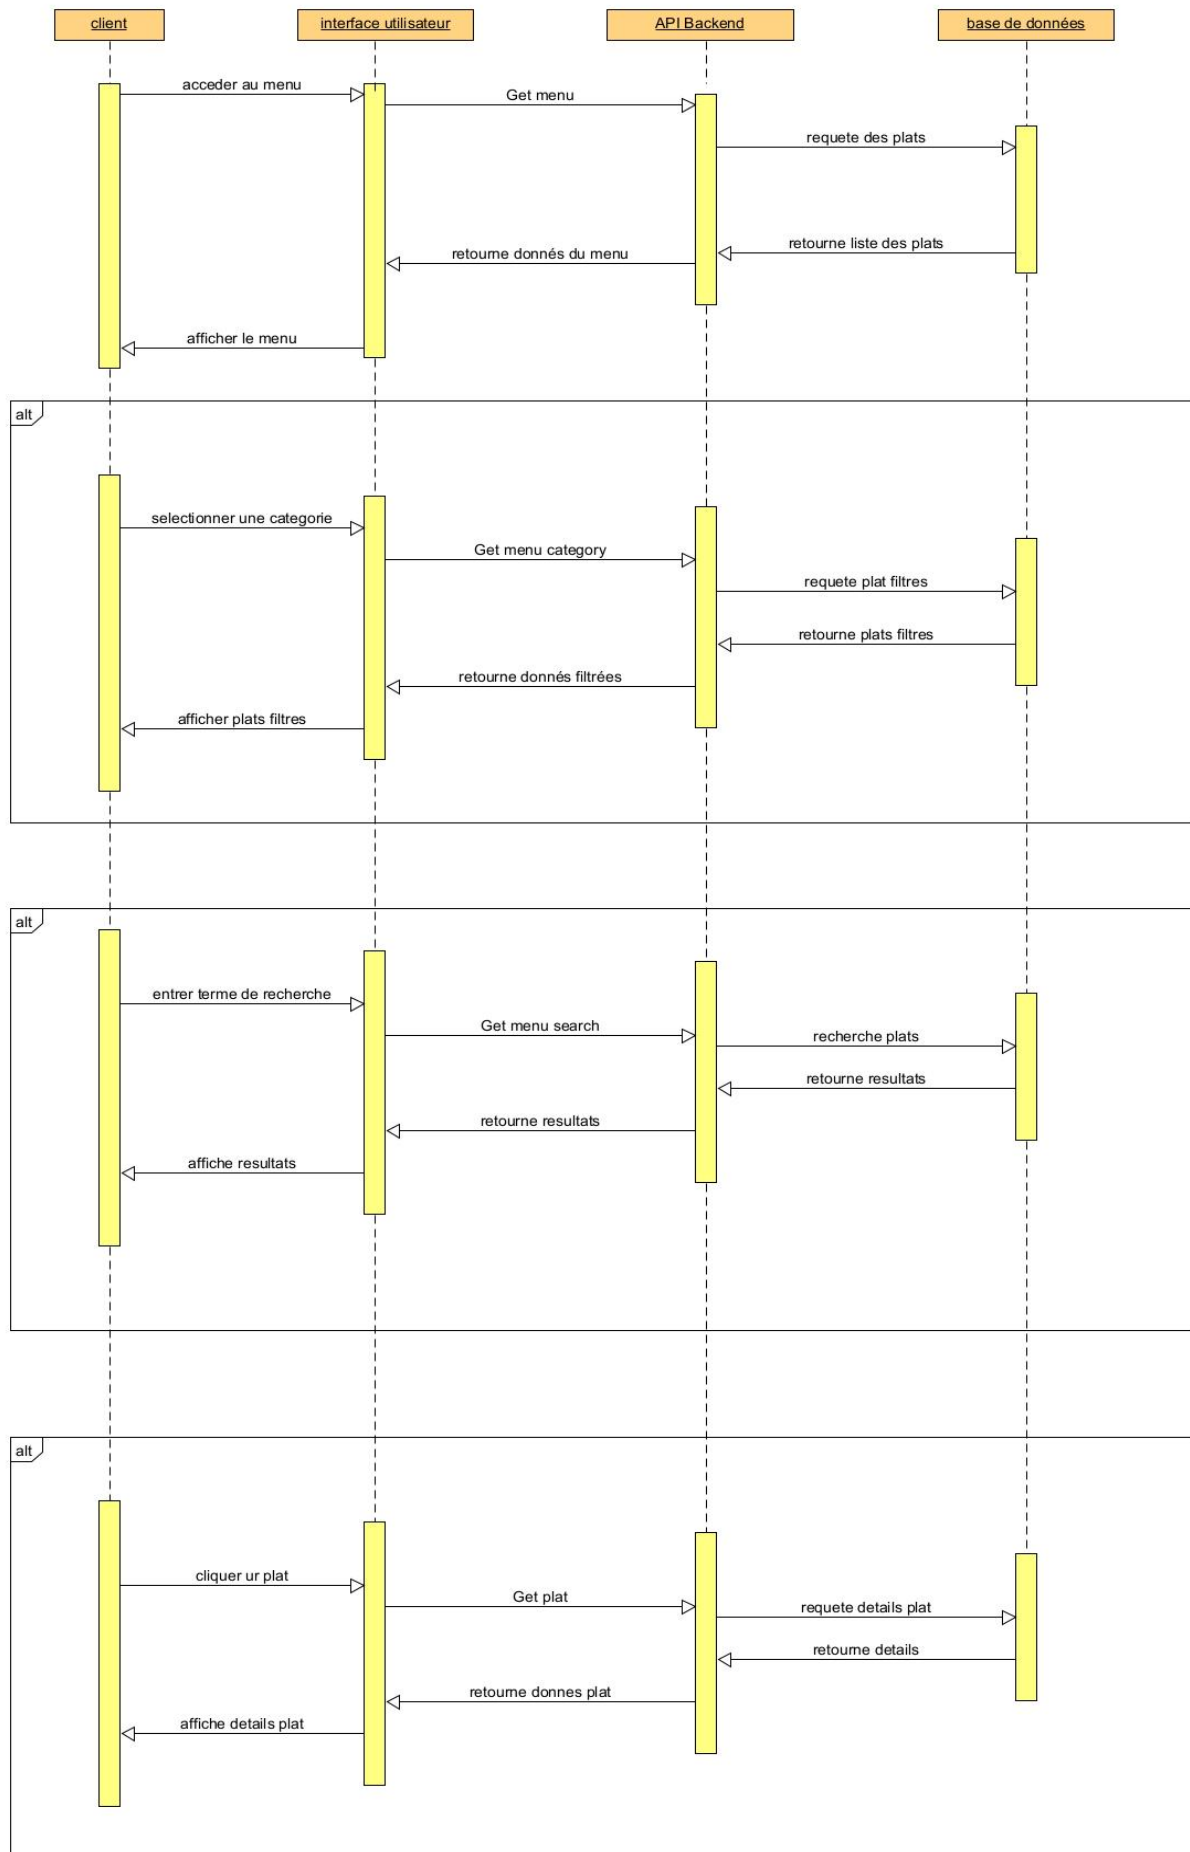 client
interface utilisateur
API Backend
base de données
acceder au menu
Get menu
requete des plats
retourne liste des plats
retourne donnés du menu
afficher le menu
alt
selectionner une categorie
Get menu category
requete plat filtres
retourne plats filtres
retourne donnés filtrées
afficher plats filtres
alt
entrer terme de recherche
Get menu search
recherche plats
retourne resultats
retourne resultats
affiche resultats
alt
cliquer ur plat
Get plat
requete details plat
retourne details
retourne donnes plat
affiche details plat